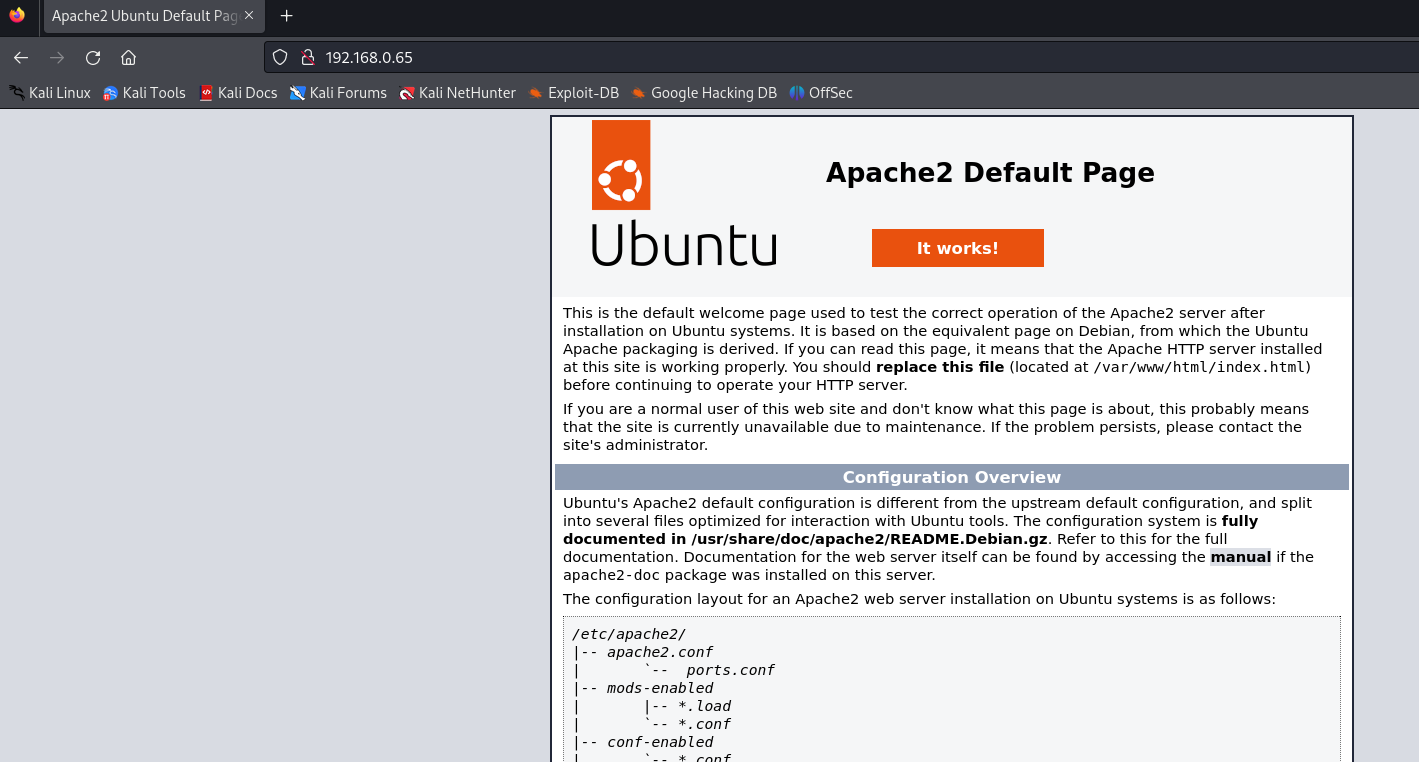 Apache2 Ubuntu Default Pag
192.168.0.65
Kali Linux Kali Tools Kali Docs Kali Forums Kali NetHunter Exploit-DB Google Hacking DB OffSec
Apache2 Default Page
Ubuntu
It works!
This is the default welcome page used to test the correct operation of the Apache2 server after
installation on Ubuntu systems. It is based on the equivalent page on Debian, from which the Ubuntu
Apache packaging is derived. If you can read this page, it means that the Apache HTTP server installed
at this site is working properly. You should replace this file (located at /var/www/html/index.html)
before continuing to operate your HTTP server.
If you are a normal user of this web site and don't know what this page is about, this probably means
that the site is currently unavailable due to maintenance. If the problem persists, please contact the
site's administrator.
Configuration Overview
Ubuntu's Apache2 default configuration is different from the upstream default configuration, and split
into several files optimized for interaction with Ubuntu tools. The configuration system is fully
documented in /usr/share/doc/apache2/README.Debian.gz. Refer to this for the full
documentation. Documentation for the web server itself can be found by accessing the manual if the
apache2-doc package was installed on this server.
The configuration layout for an Apache2 web server installation on Ubuntu systems is as follows:
/etc/apache2/
|-- apache2.conf
|       `--  ports.conf
|-- mods-enabled
|       |-- *.load
|       `-- *.conf
|-- conf-enabled
|       `-- *.conf